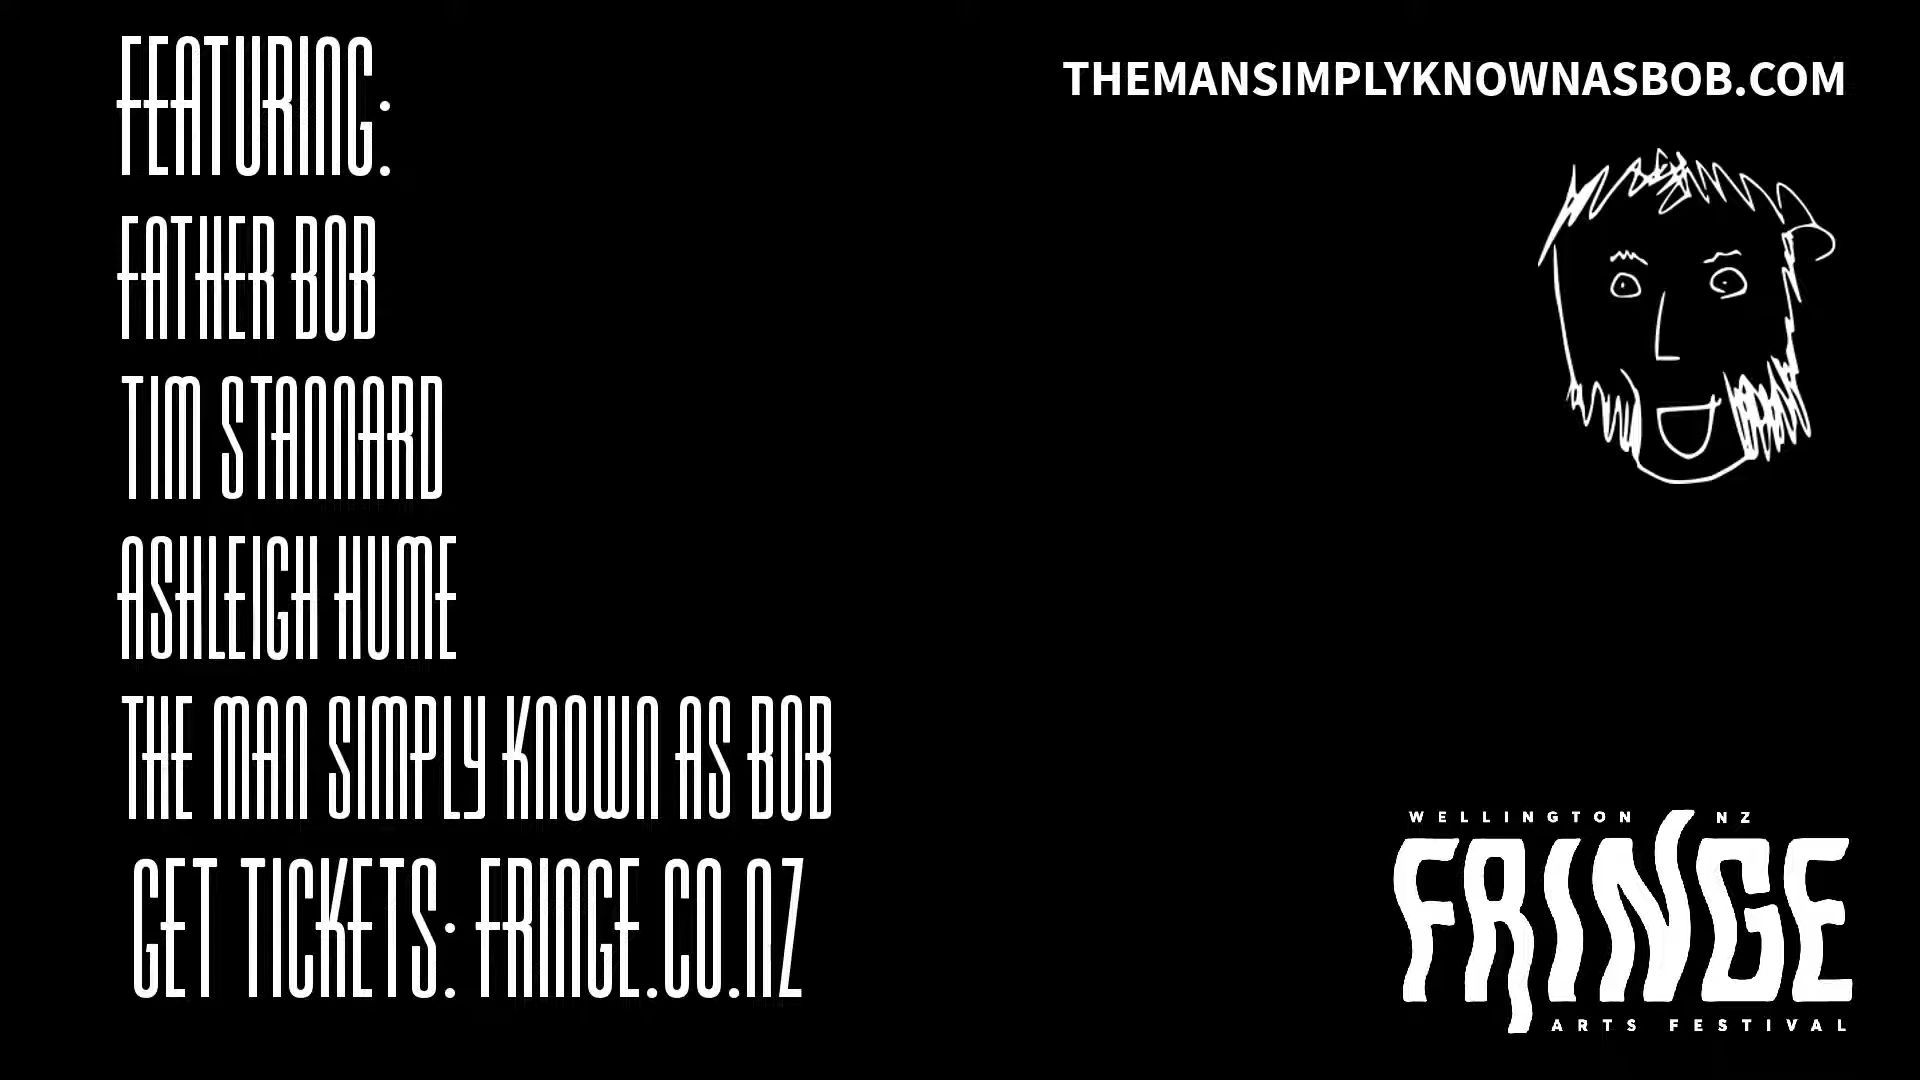 FEATURING:
FATHER BOB
TIM STANNARD
ASHLEIGH HUME
THE MAN SIMPLY KNOWN AS BOB
GET TICKETS: FRINGE.CO.NZ
THEMANSIMPLYKNOWNASBOB.COM
WELLINGTON NZ
FRINGE
ARTS FESTIVAL